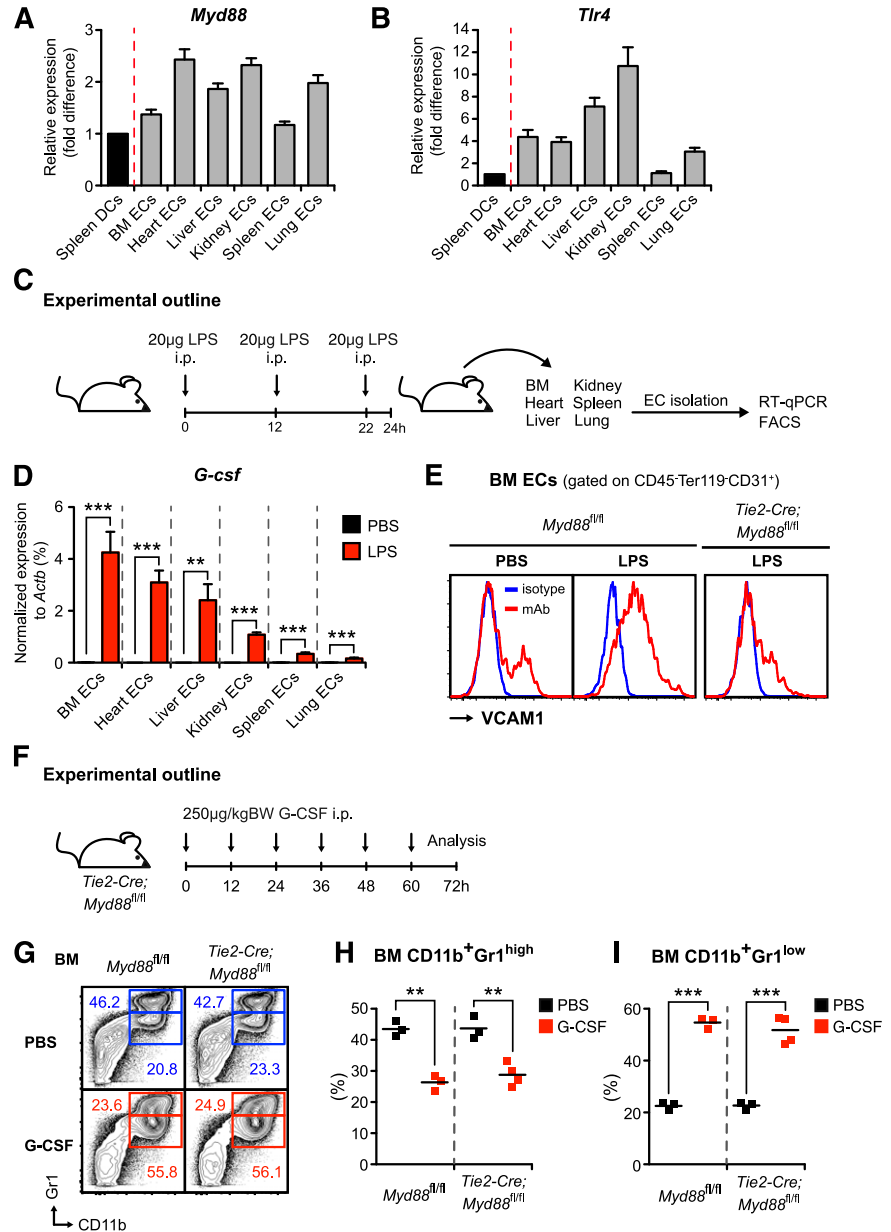 A
Myd88
Relative expression
(fold difference)
3
2
1
0
Spleen DCs
BM ECs
Heart ECs
Liver ECs
Kidney ECs
Spleen ECs
Lung ECs
B
Tlr4
Relative expression
(fold difference)
14
12
10
8
6
4
2
0
Spleen DCs
BM ECs
Heart ECs
Liver ECs
Kidney ECs
Spleen ECs
Lung ECs
C
Experimental outline
20µg LPS 20µg LPS 20µg LPS
i.p. i.p. i.p.
0 12 22 24h
BM Kidney
Heart Spleen
Liver Lung
EC isolation
RT-qPCR
FACS
D
G-csf
Normalized expression
to Actb (%)
6
4
2
0
*** *** ** *** *** ***
PBS
LPS
BM ECs
Heart ECs
Liver ECs
Kidney ECs
Spleen ECs
Lung ECs
E
BM ECs (gated on CD45-Ter119-CD31+)
Myd88fl/fl
Tie2-Cre;
Myd88fl/fl
PBS LPS LPS
isotype
mAb
VCAM1
F
Experimental outline
250µg/kgBW G-CSF i.p.
Analysis
0 12 24 36 48 60 72h
Tie2-Cre;
Myd88fl/fl
G
BM
Myd88fl/fl
Tie2-Cre;
Myd88fl/fl
PBS
46.2 42.7
20.8 23.3
G-CSF
23.6 24.9
55.8 56.1
Gr1
CD11b
H
BM CD11b+Gr1high
(%)
50
40
30
20
10
0
** **
PBS
G-CSF
Myd88fl/fl
Tie2-Cre;
Myd88fl/fl
I
BM CD11b+Gr1low
(%)
60
40
20
0
*** ***
PBS
G-CSF
Myd88fl/fl
Tie2-Cre;
Myd88fl/fl